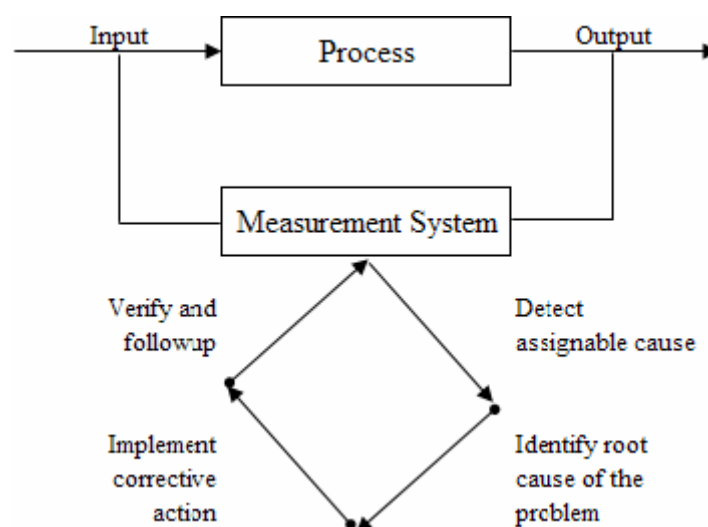 Input
Process
Output
Measurement System
Verify and
followup
Detect
assignable cause
Implement
corrective
action
Identify root
cause of the
problem